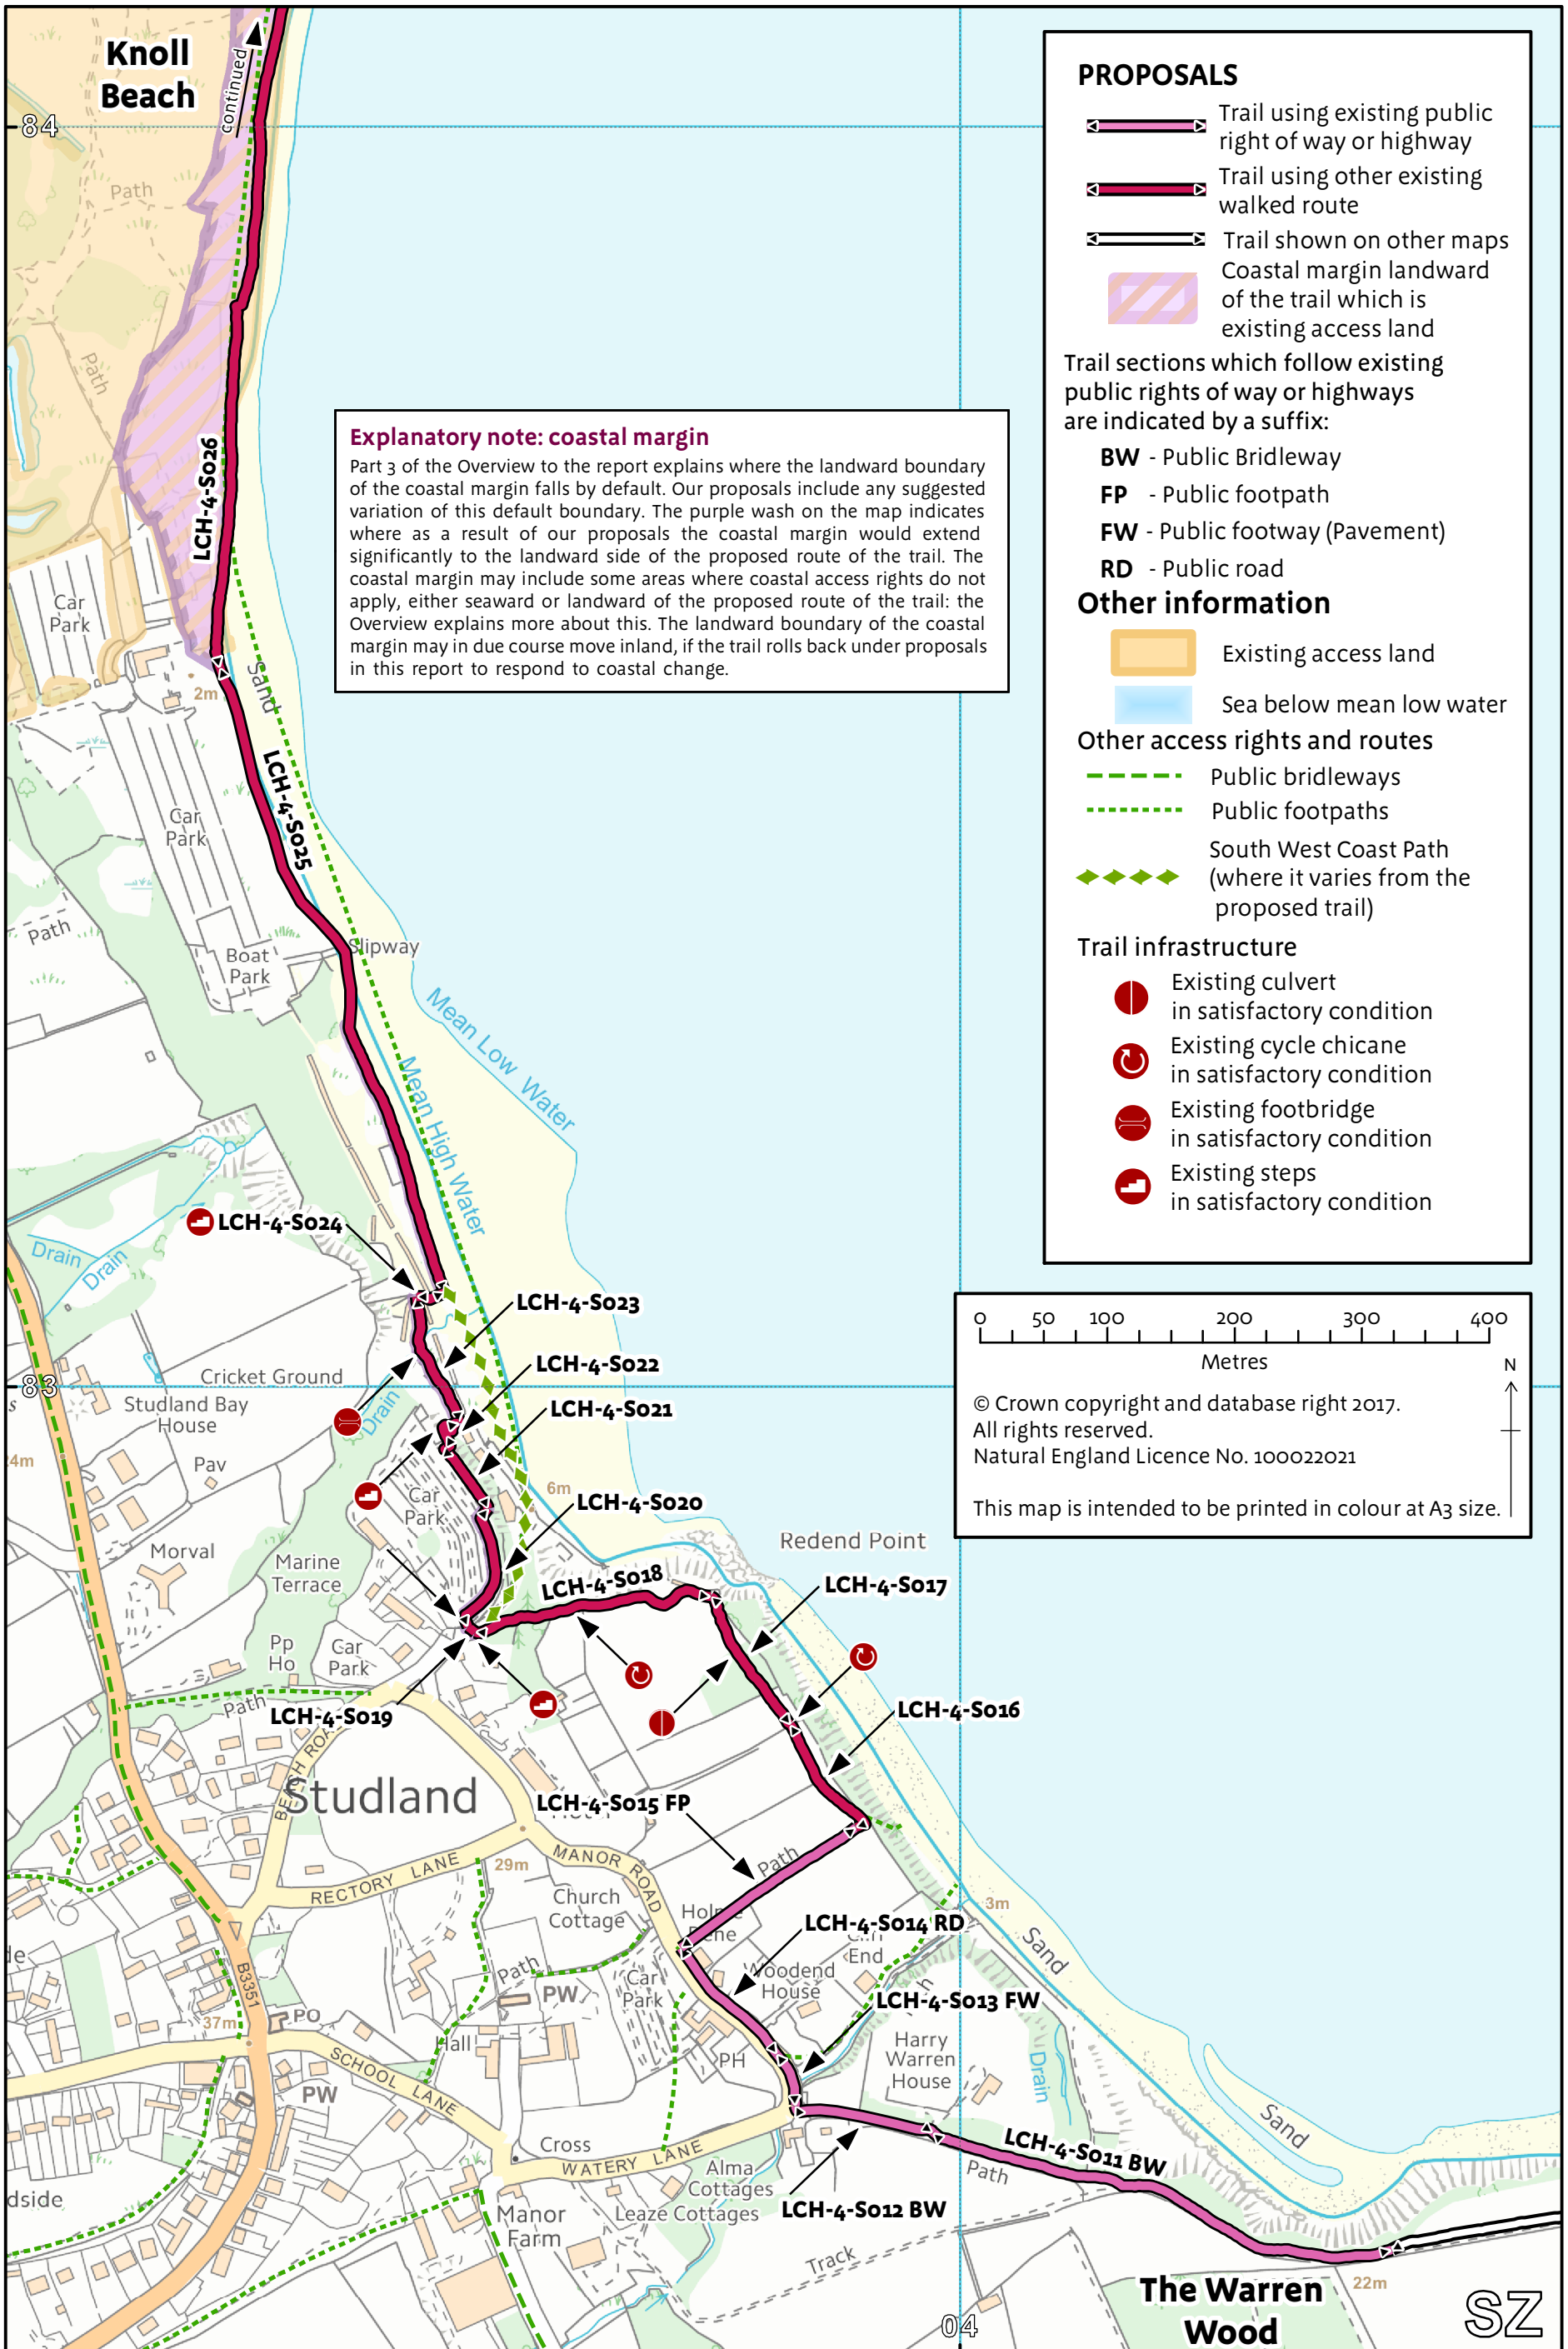 Knoll
Beach
continued
84
Path
Path
LCH-4-S026
Car
Park
2m
Sand
LCH-4-S025
Car
Park
Path
Boat
Park
Slipway
Mean Low Water
Mean High Water
Drain
Drain
LCH-4-S024
LCH-4-S023
LCH-4-S022
LCH-4-S021
83
Cricket Ground
Studland Bay
House
Drain
4m
Pav
Car
Park
6m
LCH-4-S020
Morval
Marine
Terrace
Redend Point
LCH-4-S018
LCH-4-S017
Pp
Ho
Car
Park
Path
LCH-4-S019
LCH-4-S016
BEACH ROAD
Studland
LCH-4-S015 FP
MANOR ROAD
RECTORY LANE
29m
Path
Church
Cottage
3m
LCH-4-S014 RD
End
Sand
Path
Car
Park
Woodend
House
PW
B3351
LCH-4-S013 FW
37m
PO
Hall
PH
Harry
Warren
House
Drain
SCHOOL LANE
PW
Sand
Cross
WATERY LANE
LCH-4-S011 BW
Path
Alma
Cottages
Leaze Cottages
LCH-4-S012 BW
dside
Manor
Farm
Track
The Warren
Wood
22m
04
SZ
Explanatory note: coastal margin
Part 3 of the Overview to the report explains where the landward boundary
of the coastal margin falls by default. Our proposals include any suggested
variation of this default boundary. The purple wash on the map indicates
where as a result of our proposals the coastal margin would extend
significantly to the landward side of the proposed route of the trail. The
coastal margin may include some areas where coastal access rights do not
apply, either seaward or landward of the proposed route of the trail: the
Overview explains more about this. The landward boundary of the coastal
margin may in due course move inland, if the trail rolls back under proposals
in this report to respond to coastal change.
PROPOSALS
Trail using existing public
right of way or highway
Trail using other existing
walked route
Trail shown on other maps
Coastal margin landward
of the trail which is
existing access land
Trail sections which follow existing
public rights of way or highways
are indicated by a suffix:
BW - Public Bridleway
FP - Public footpath
FW - Public footway (Pavement)
RD - Public road
Other information
Existing access land
Sea below mean low water
Other access rights and routes
Public bridleways
Public footpaths
South West Coast Path
(where it varies from the
proposed trail)
Trail infrastructure
Existing culvert
in satisfactory condition
Existing cycle chicane
in satisfactory condition
Existing footbridge
in satisfactory condition
Existing steps
in satisfactory condition
0 50 100 200 300 400
Metres
N
© Crown copyright and database right 2017.
All rights reserved.
Natural England Licence No. 100022021
This map is intended to be printed in colour at A3 size.